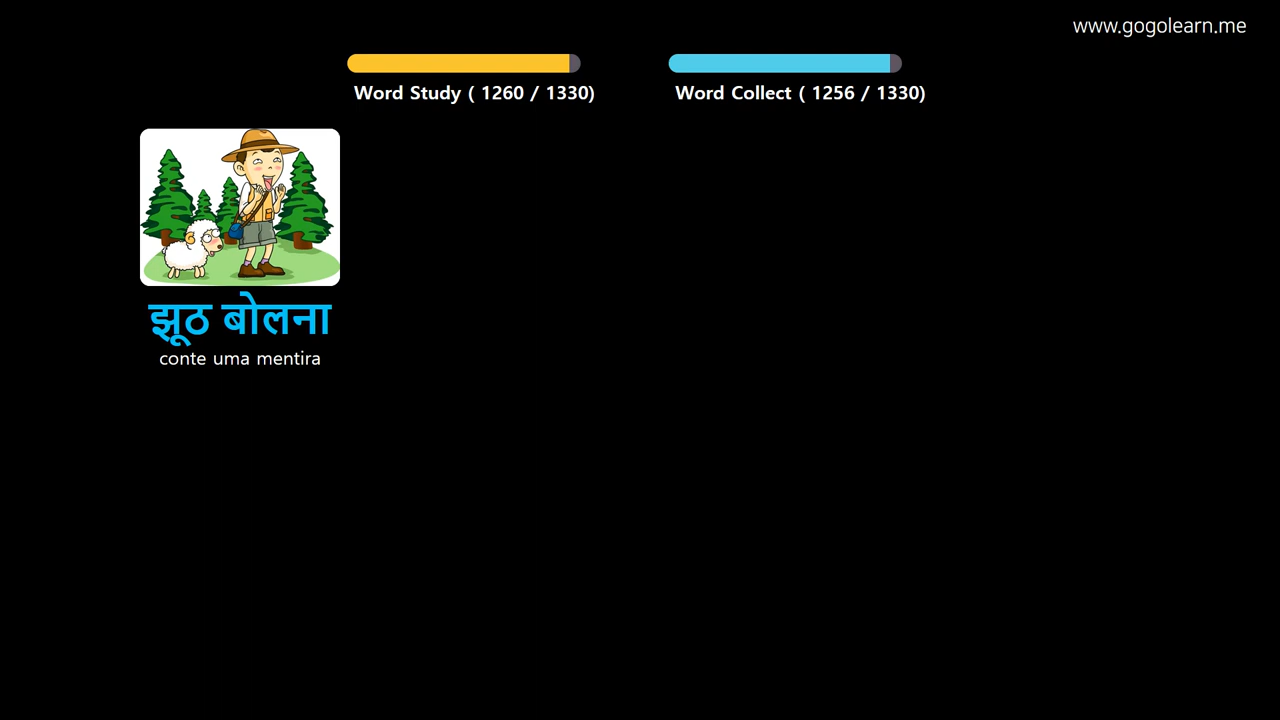 www.gogolearn.me
Word Study ( 1260 / 1330)
Word Collect ( 1256 / 1330)
झूठ बोलना
conte uma mentira